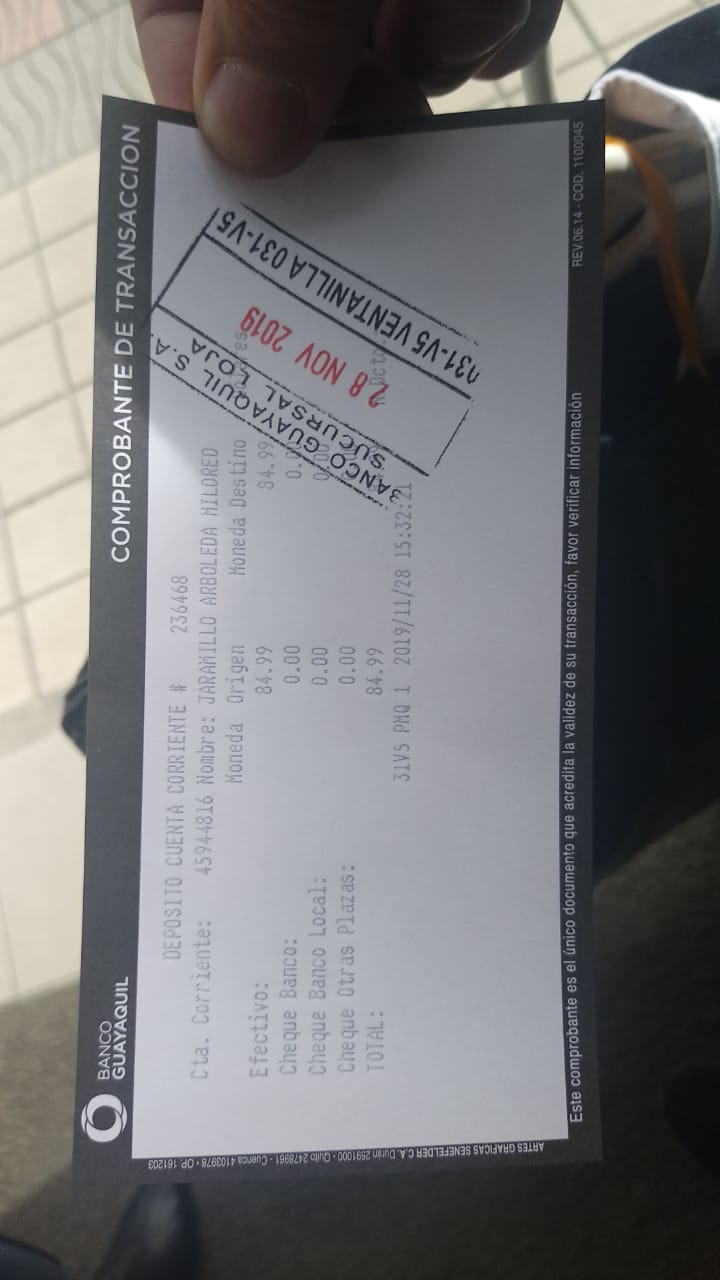 BANCO
GUAYAQUIL
COMPROBANTE DE TRANSACCION
DEPOSITO CUENTA CORRIENTE # 236468
Cta. Corriente: 45944816 Nombre: JARAMILLO ARBOLEDA MILDRED
Moneda Origen Moneda Destino Dolares
Efectivo: 84.99 84.99
Cheque Banco: 0.00 0.00
Cheque Banco Local: 0.00 0.00
Cheque Otras Plazas: 0.00
TOTAL: 84.99
31V5 PMQ 1 2019/11/28 15:32:21
BANCO GUAYAQUIL S.A.
SUCURSAL LOJA
28 NOV 2019
031-V5 VENTANILLA 031-V5
ARTES GRAFICAS SENEFELDER C.A. Durán 2591000 - Quito 2478961 - Cuenca 4103978 - OP. 161203
Este comprobante es el único documento que acredita la validez de su transacción, favor verificar información
REV.06.14 - COD. 1100045